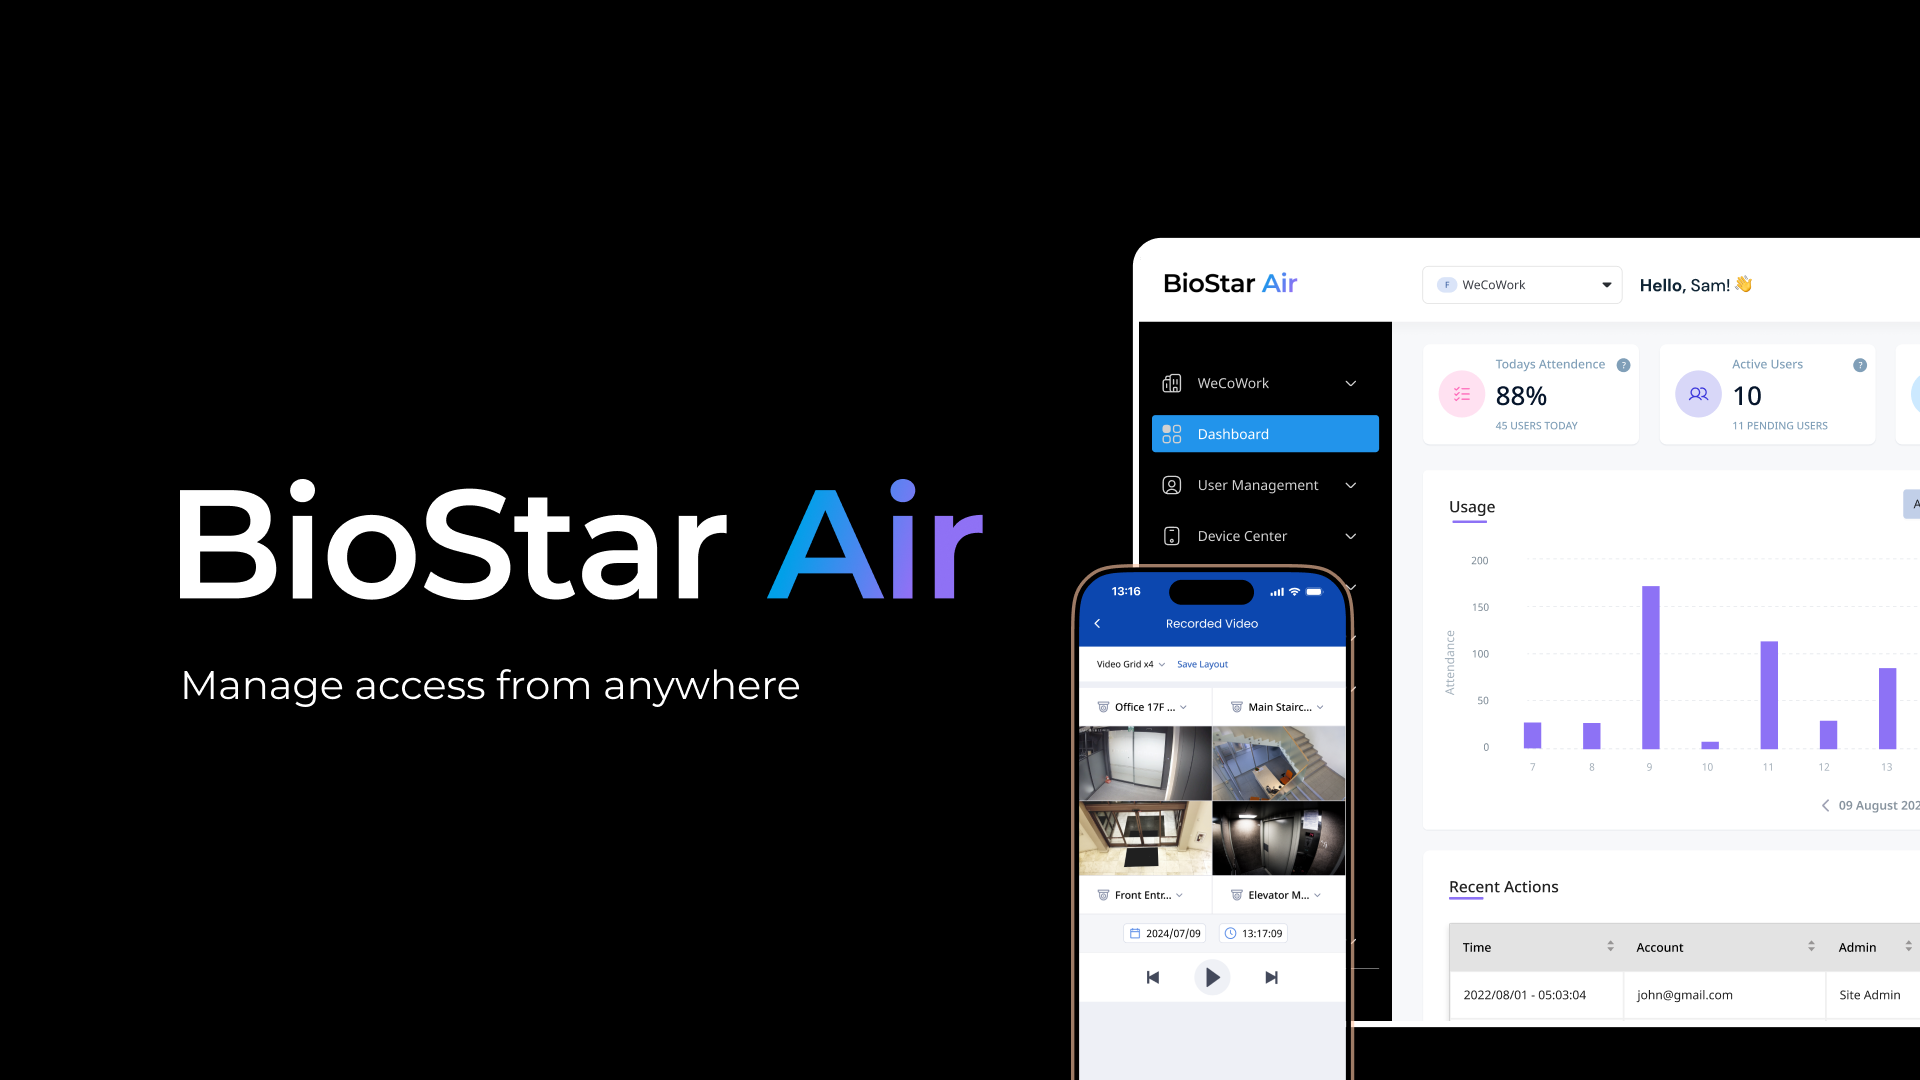 BioStar Air
Manage access from anywhere
BioStar Air
F WeCoWork
Hello, Sam! 👋
WeCoWork
Dashboard
User Management
Device Center
Todays Attendence ?
88%
45 USERS TODAY
Active Users ?
10
11 PENDING USERS
Usage
A
Attendance
200
150
100
50
0
7 8 9 10 11 12 13
09 August 202
Recent Actions
Time Account Admin
2022/08/01 - 05:03:04 john@gmail.com Site Admin
13:16
Recorded Video
Video Grid x4 Save Layout
Office 17F ... Main Stairc...
Front Entr... Elevator M...
2024/07/09 13:17:09